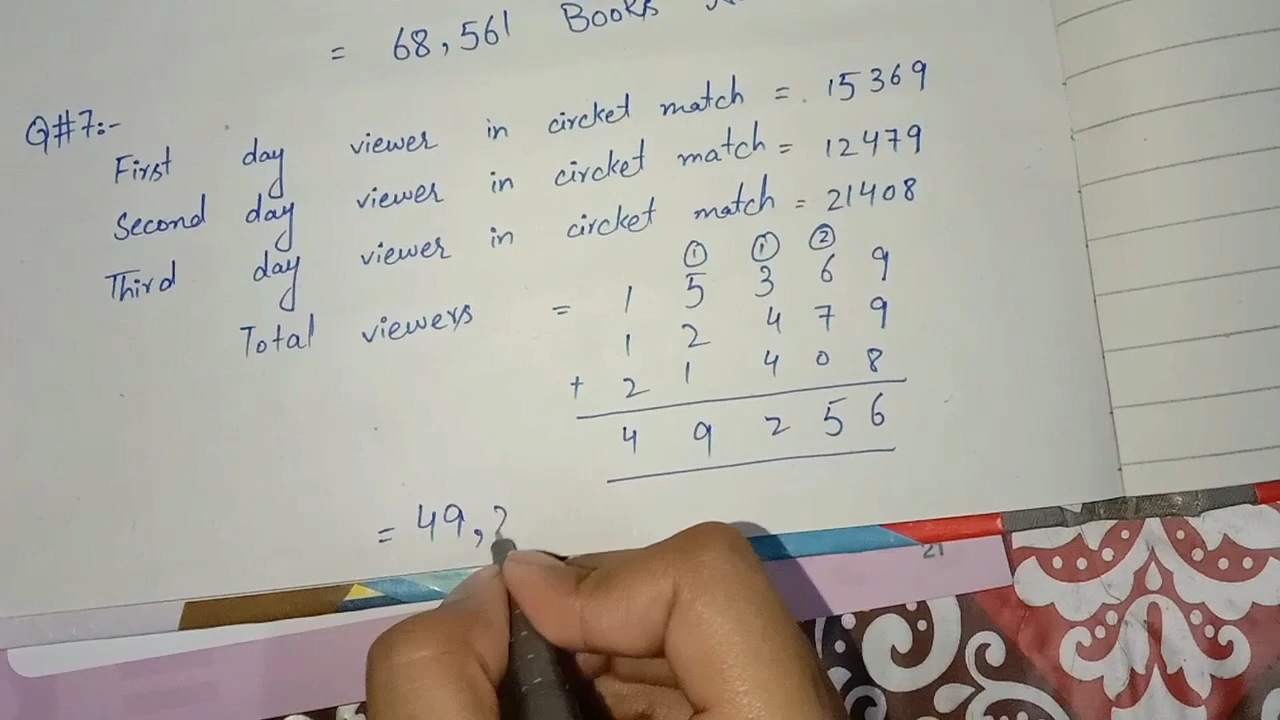 = 68,561 Books
Q#7:-
First day viewer in circket match = 15369
Second day viewer in circket match = 12479
Third day viewer in circket match = 21408
① ① ②
Total viewers = 1 5 3 6 9
1 2 4 7 9
+ 2 1 4 0 8
4 9 2 5 6
= 49,2
21